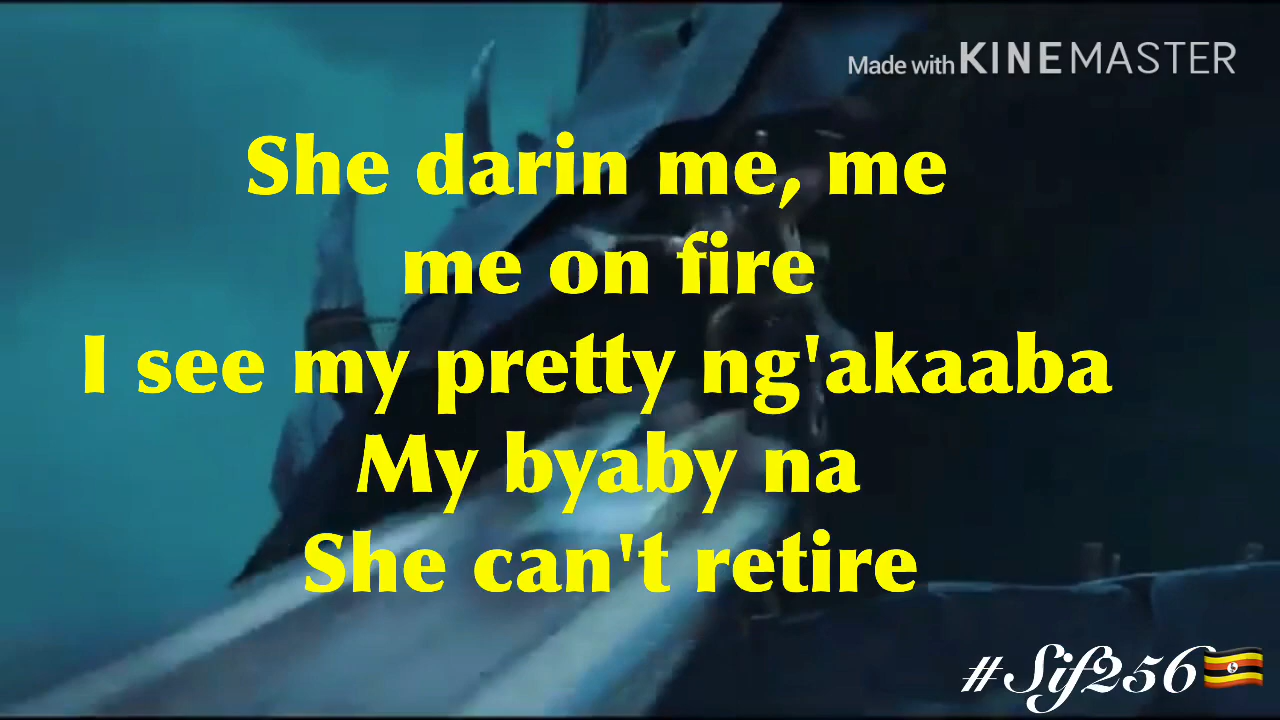 Made with KINEMASTER
She darin me, me
me on fire
I see my pretty ng'akaaba
My byaby na
She can't retire
#Sif256🇺🇬